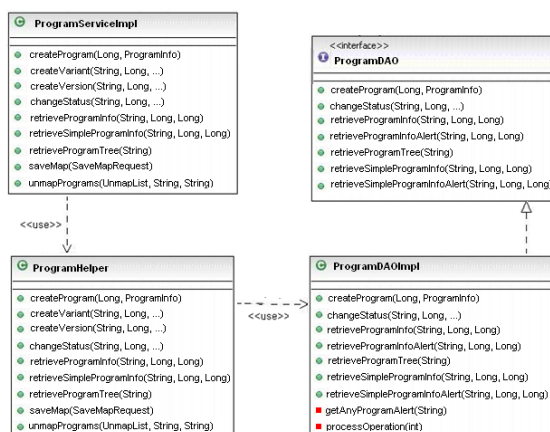 ProgramServiceImpl
createProgram(Long, ProgramInfo)
createVariant(String, Long, ...)
createVersion(String, Long, ...)
changeStatus(String, Long, ...)
retrieveProgramInfo(String, Long, Long)
retrieveSimpleProgramInfo(String, Long, Long)
retrieveProgramTree(String)
saveMap(SaveMapRequest)
unmapPrograms(UnmapList, String, String)
<<interface>>
ProgramDAO
createProgram(Long, ProgramInfo)
changeStatus(String, Long, ...)
retrieveProgramInfo(String, Long, Long)
retrieveProgramInfoAlert(String, Long, Long)
retrieveProgramTree(String)
retrieveSimpleProgramInfo(String, Long, Long)
retrieveSimpleProgramInfoAlert(String, Long, Long)
<<use>>
ProgramHelper
createProgram(Long, ProgramInfo)
createVariant(String, Long, ...)
createVersion(String, Long, ...)
changeStatus(String, Long, ...)
retrieveProgramInfo(String, Long, Long)
retrieveSimpleProgramInfo(String, Long, Long)
retrieveProgramTree(String)
saveMap(SaveMapRequest)
unmapPrograms(UnmapList, String, String)
<<use>>
ProgramDAOImpl
createProgram(Long, ProgramInfo)
changeStatus(String, Long, ...)
retrieveProgramInfo(String, Long, Long)
retrieveProgramInfoAlert(String, Long, Long)
retrieveProgramTree(String)
retrieveSimpleProgramInfo(String, Long, Long)
retrieveSimpleProgramInfoAlert(String, Long, Long)
getAnyProgramAlert(String)
processOperation(int)